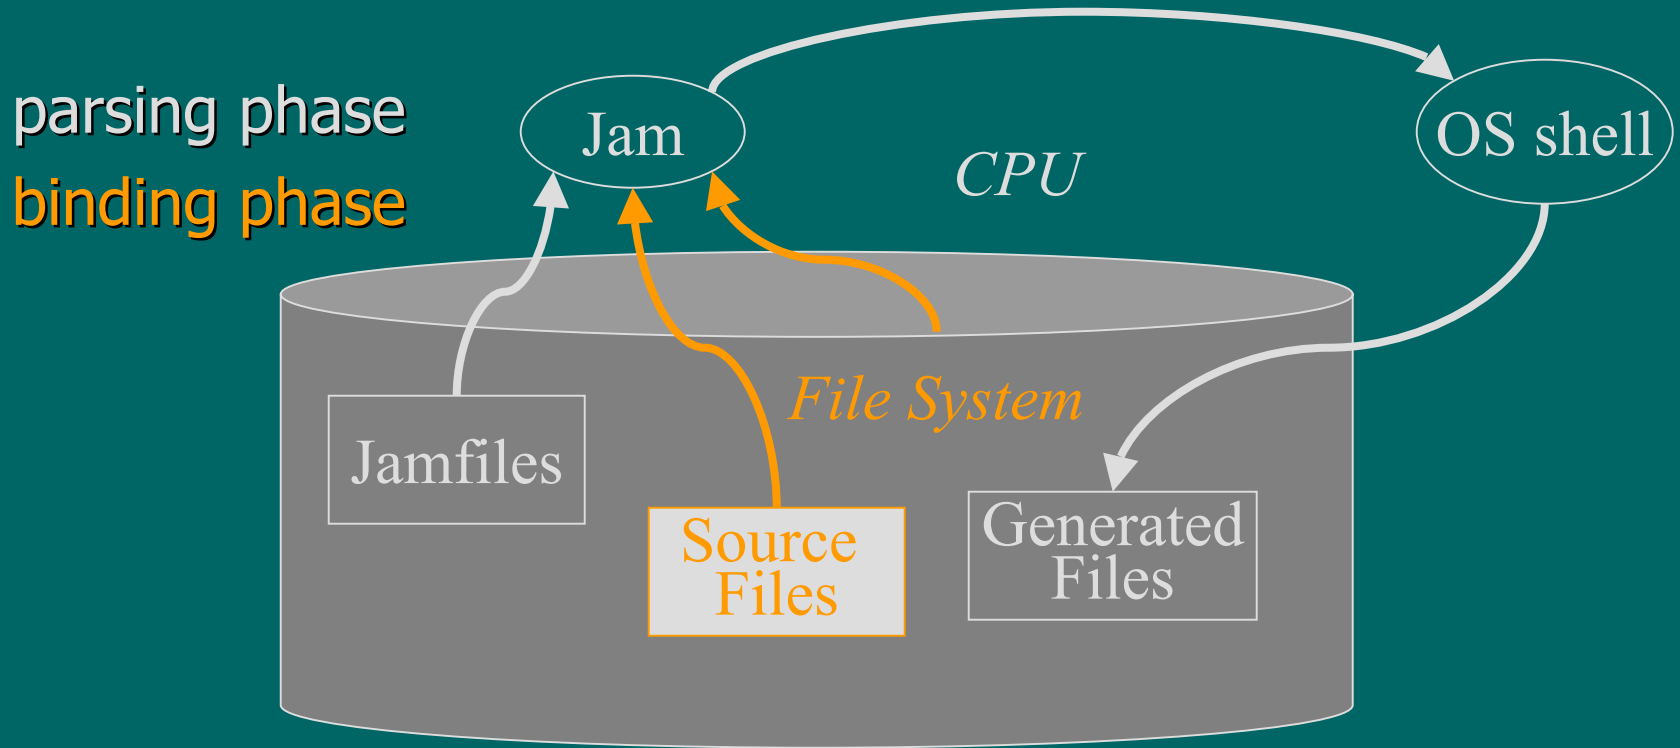 parsing phase
binding phase
Jam
CPU
OS shell
File System
Jamfiles
Source
Files
Generated
Files